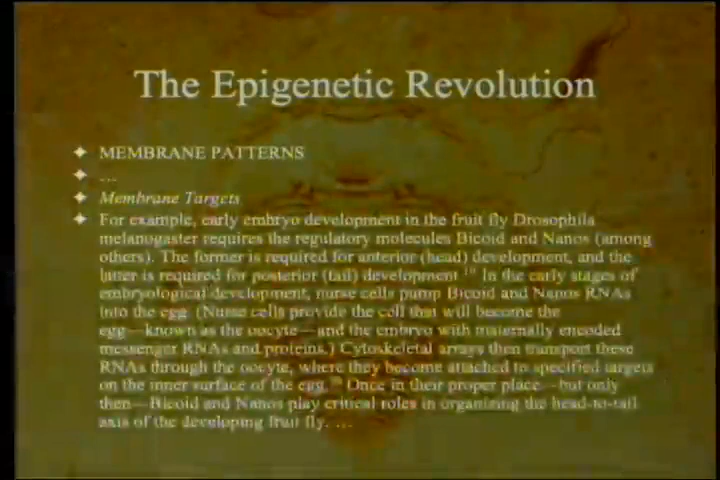 The Epigenetic Revolution
MEMBRANE PATTERNS
...
Membrane Targets
For example, early embryo development in the fruit fly Drosophila
melanogaster requires the regulatory molecules Bicoid and Nanos (among
others). The former is required for anterior (head) development, and the
latter is required for posterior (tail) development. In the early stages of
embryological development, nurse cells pump Bicoid and Nanos RNAs
into the egg. (Nurse cells provide the cell that will become the
egg—known as the oocyte—and the embryo with maternally encoded
messenger RNAs and proteins.) Cytoskeletal arrays then transport these
RNAs through the oocyte, where they become attached to specified targets
on the inner surface of the egg. Once in their proper place—but only
then—Bicoid and Nanos play critical roles in organizing the head-to-tail
axis of the developing fruit fly. ...